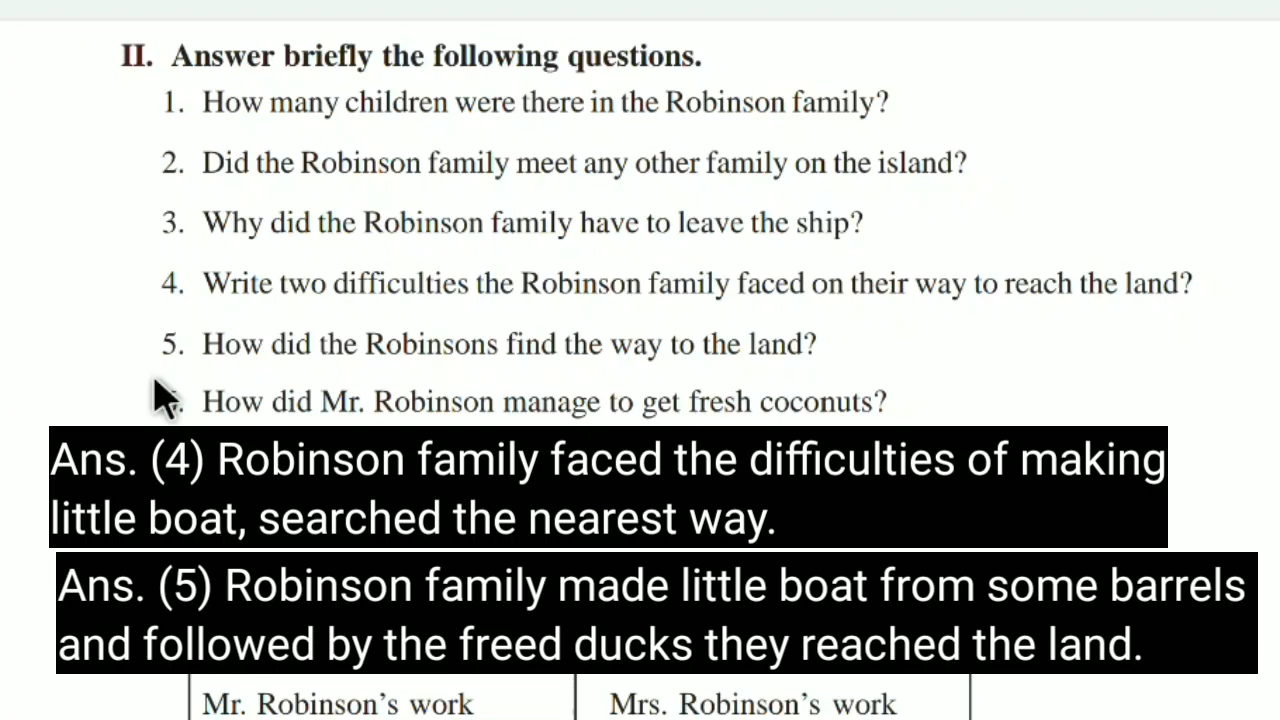 II. Answer briefly the following questions.
1. How many children were there in the Robinson family?
2. Did the Robinson family meet any other family on the island?
3. Why did the Robinson family have to leave the ship?
4. Write two difficulties the Robinson family faced on their way to reach the land?
5. How did the Robinsons find the way to the land?
How did Mr. Robinson manage to get fresh coconuts?
Ans. (4) Robinson family faced the difficulties of making
little boat, searched the nearest way.
Ans. (5) Robinson family made little boat from some barrels
and followed by the freed ducks they reached the land.
Mr. Robinson's work Mrs. Robinson's work